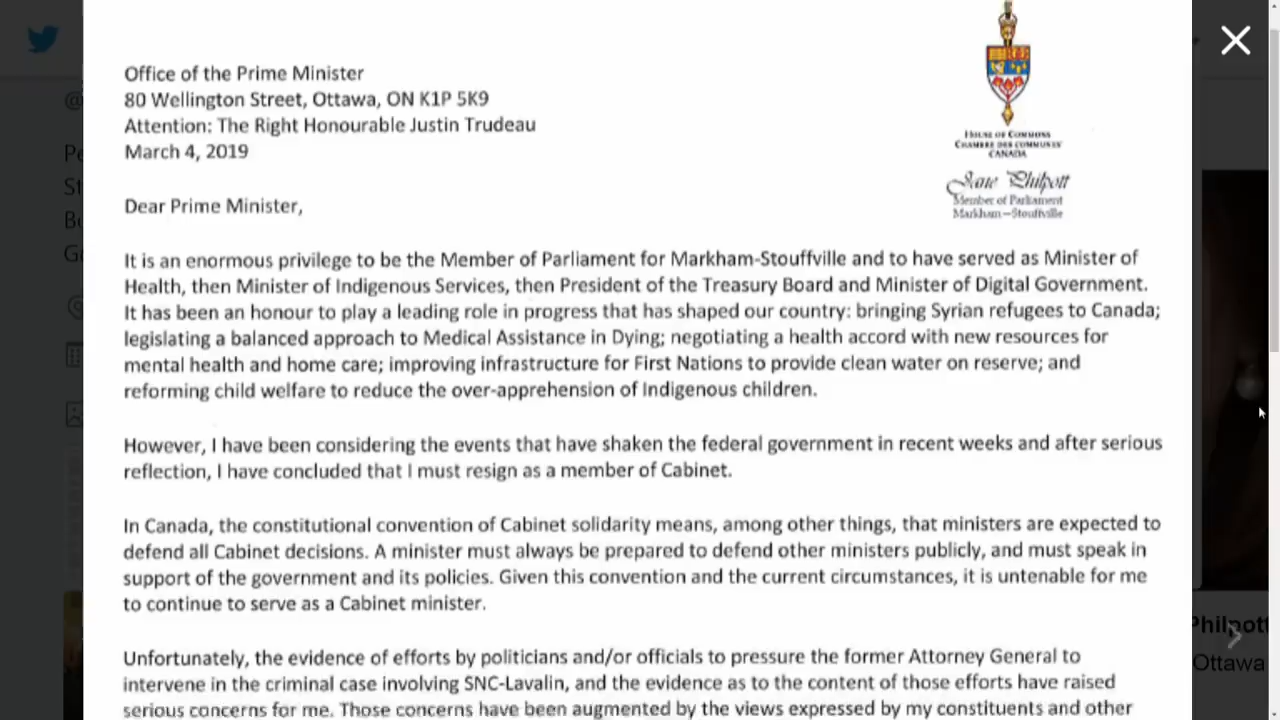 Office of the Prime Minister
80 Wellington Street, Ottawa, ON K1P 5K9
Attention: The Right Honourable Justin Trudeau
March 4, 2019
HOUSE OF COMMONS
CHAMBRE DES COMMUNES
CANADA
Jane Philpott
Member of Parliament
Markham–Stouffville
Dear Prime Minister,
It is an enormous privilege to be the Member of Parliament for Markham-Stouffville and to have served as Minister of
Health, then Minister of Indigenous Services, then President of the Treasury Board and Minister of Digital Government.
It has been an honour to play a leading role in progress that has shaped our country: bringing Syrian refugees to Canada;
legislating a balanced approach to Medical Assistance in Dying; negotiating a health accord with new resources for
mental health and home care; improving infrastructure for First Nations to provide clean water on reserve; and
reforming child welfare to reduce the over-apprehension of Indigenous children.
However, I have been considering the events that have shaken the federal government in recent weeks and after serious
reflection, I have concluded that I must resign as a member of Cabinet.
In Canada, the constitutional convention of Cabinet solidarity means, among other things, that ministers are expected to
defend all Cabinet decisions. A minister must always be prepared to defend other ministers publicly, and must speak in
support of the government and its policies. Given this convention and the current circumstances, it is untenable for me
to continue to serve as a Cabinet minister.
Unfortunately, the evidence of efforts by politicians and/or officials to pressure the former Attorney General to
intervene in the criminal case involving SNC-Lavalin, and the evidence as to the content of those efforts have raised
serious concerns for me. Those concerns have been augmented by the views expressed by my constituents and other
@
Pe
St
Be
G
Philpott
Ottawa